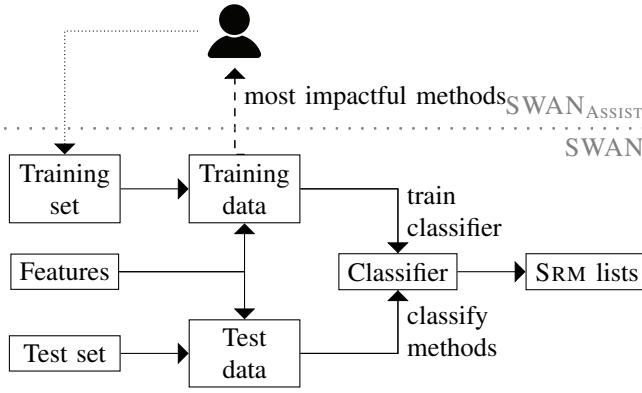 most impactful methods
SWANASSIST
SWAN
Training
set
Training
data
train
classifier
Features
Classifier
SRM lists
Test set
Test
data
classify
methods